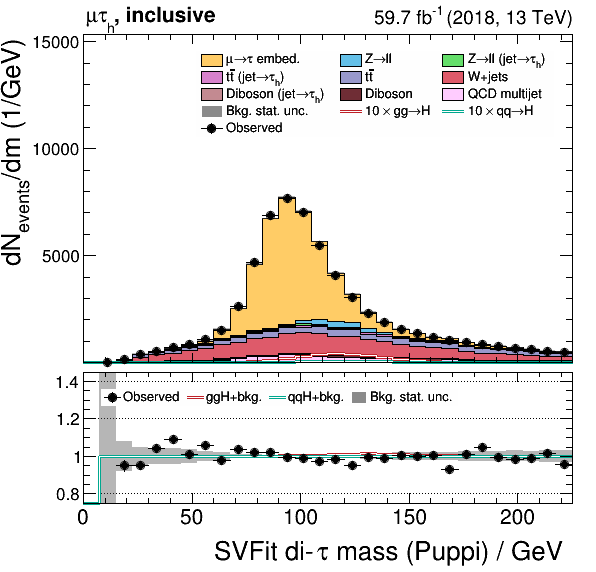 μτh, inclusive 59.7 fb-1 (2018, 13 TeV)
dNevents/dm (1/GeV)
15000
10000
5000
μ→τ embed. Z→ll Z→ll (jet→τh)
tt̄ (jet→τh) tt̄ W+jets
Diboson (jet→τh) Diboson QCD multijet
Bkg. stat. unc. 10×gg→H 10×qq→H
Observed
1.4
1.2
1
0.8
Observed ggH+bkg. qqH+bkg. Bkg. stat. unc.
0 50 100 150 200
SVFit di-τ mass (Puppi) / GeV